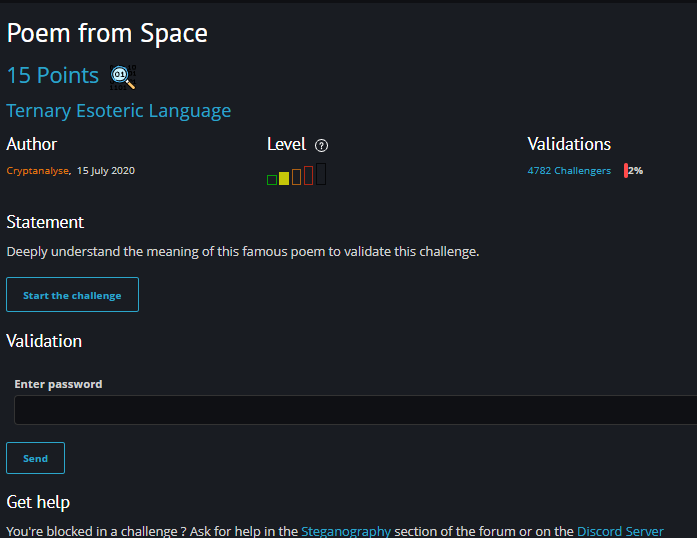 Poem from Space
15 Points
Ternary Esoteric Language
Author Level ? Validations
Cryptanalyse, 15 July 2020 4782 Challengers 2%
Statement
Deeply understand the meaning of this famous poem to validate this challenge.
Start the challenge
Validation
Enter password
Send
Get help
You're blocked in a challenge ? Ask for help in the Steganography section of the forum or on the Discord Server